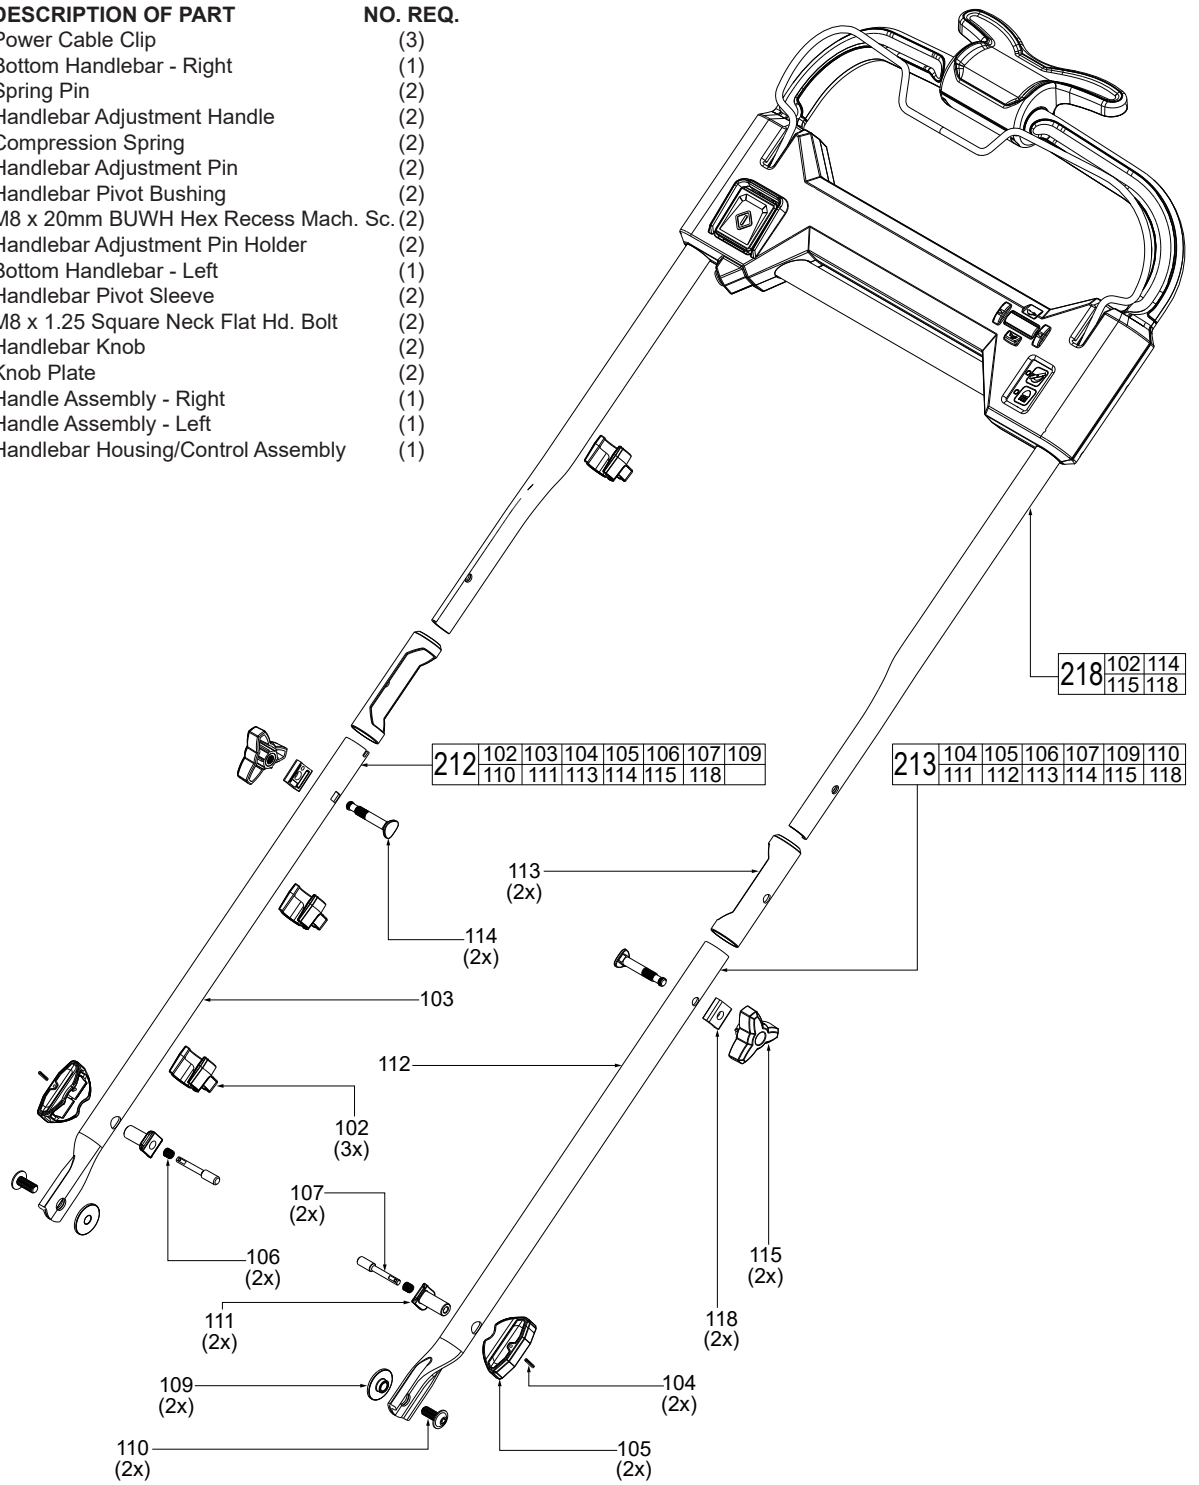 DESCRIPTION OF PART NO. REQ.
Power Cable Clip (3)
Bottom Handlebar - Right (1)
Spring Pin (2)
Handlebar Adjustment Handle (2)
Compression Spring (2)
Handlebar Adjustment Pin (2)
Handlebar Pivot Bushing (2)
M8 x 20mm BUWH Hex Recess Mach. Sc. (2)
Handlebar Adjustment Pin Holder (2)
Bottom Handlebar - Left (1)
Handlebar Pivot Sleeve (2)
M8 x 1.25 Square Neck Flat Hd. Bolt (2)
Handlebar Knob (2)
Knob Plate (2)
Handle Assembly - Right (1)
Handle Assembly - Left (1)
Handlebar Housing/Control Assembly (1)
218 102 114
115 118
212 102 103 104 105 106 107 109
110 111 113 114 115 118
213 104 105 106 107 109 110
111 112 113 114 115 118
113
(2x)
114
(2x)
103
112
102
(3x)
107
(2x)
106
(2x)
115
(2x)
111
(2x)
118
(2x)
109
(2x)
104
(2x)
110
(2x)
105
(2x)